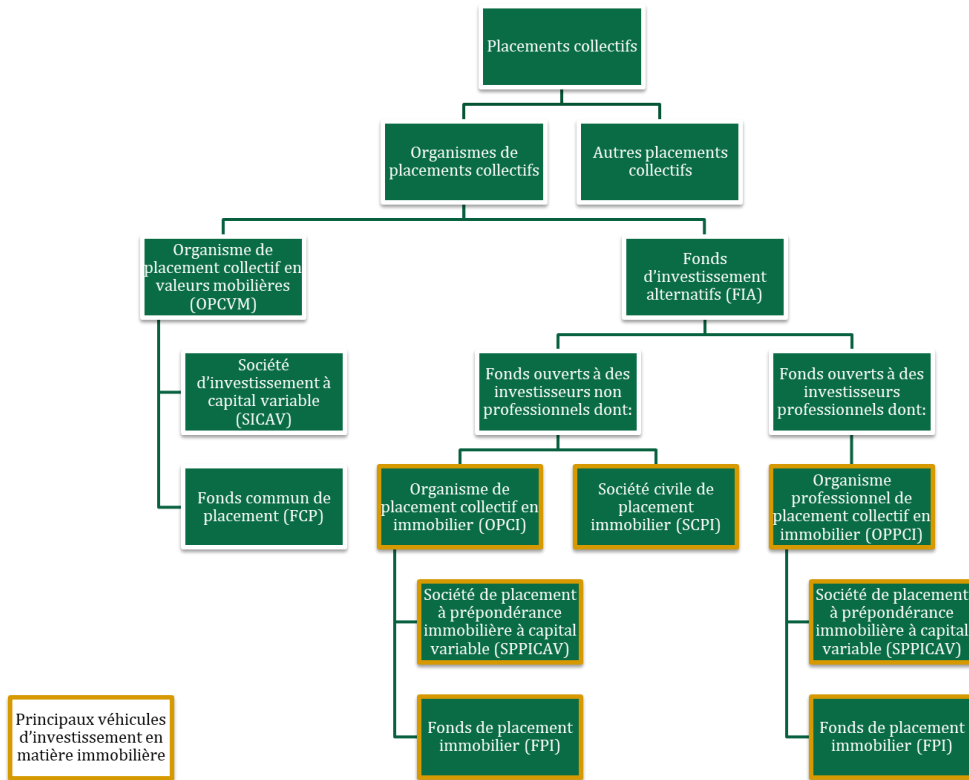 Placements collectifs
Organismes de
placements collectifs
Autres placements
collectifs
Organisme de
placement collectif en
valeurs mobilières
(OPCVM)
Fonds
d’investissement
alternatifs (FIA)
Société
d’investissement à
capital variable
(SICAV)
Fonds ouverts à des
investisseurs non
professionnels dont:
Fonds ouverts à des
investisseurs
professionnels dont:
Fonds commun de
placement (FCP)
Organisme de
placement collectif en
immobilier (OPCI)
Société civile de
placement
immobilier (SCPI)
Organisme
professionnel de
placement collectif en
immobilier (OPPCI)
Société de placement
à prépondérance
immobilière à capital
variable (SPPICAV)
Société de placement
à prépondérance
immobilière à capital
variable (SPPICAV)
Principaux véhicules
d’investissement en
matière immobilière
Fonds de placement
immobilier (FPI)
Fonds de placement
immobilier (FPI)